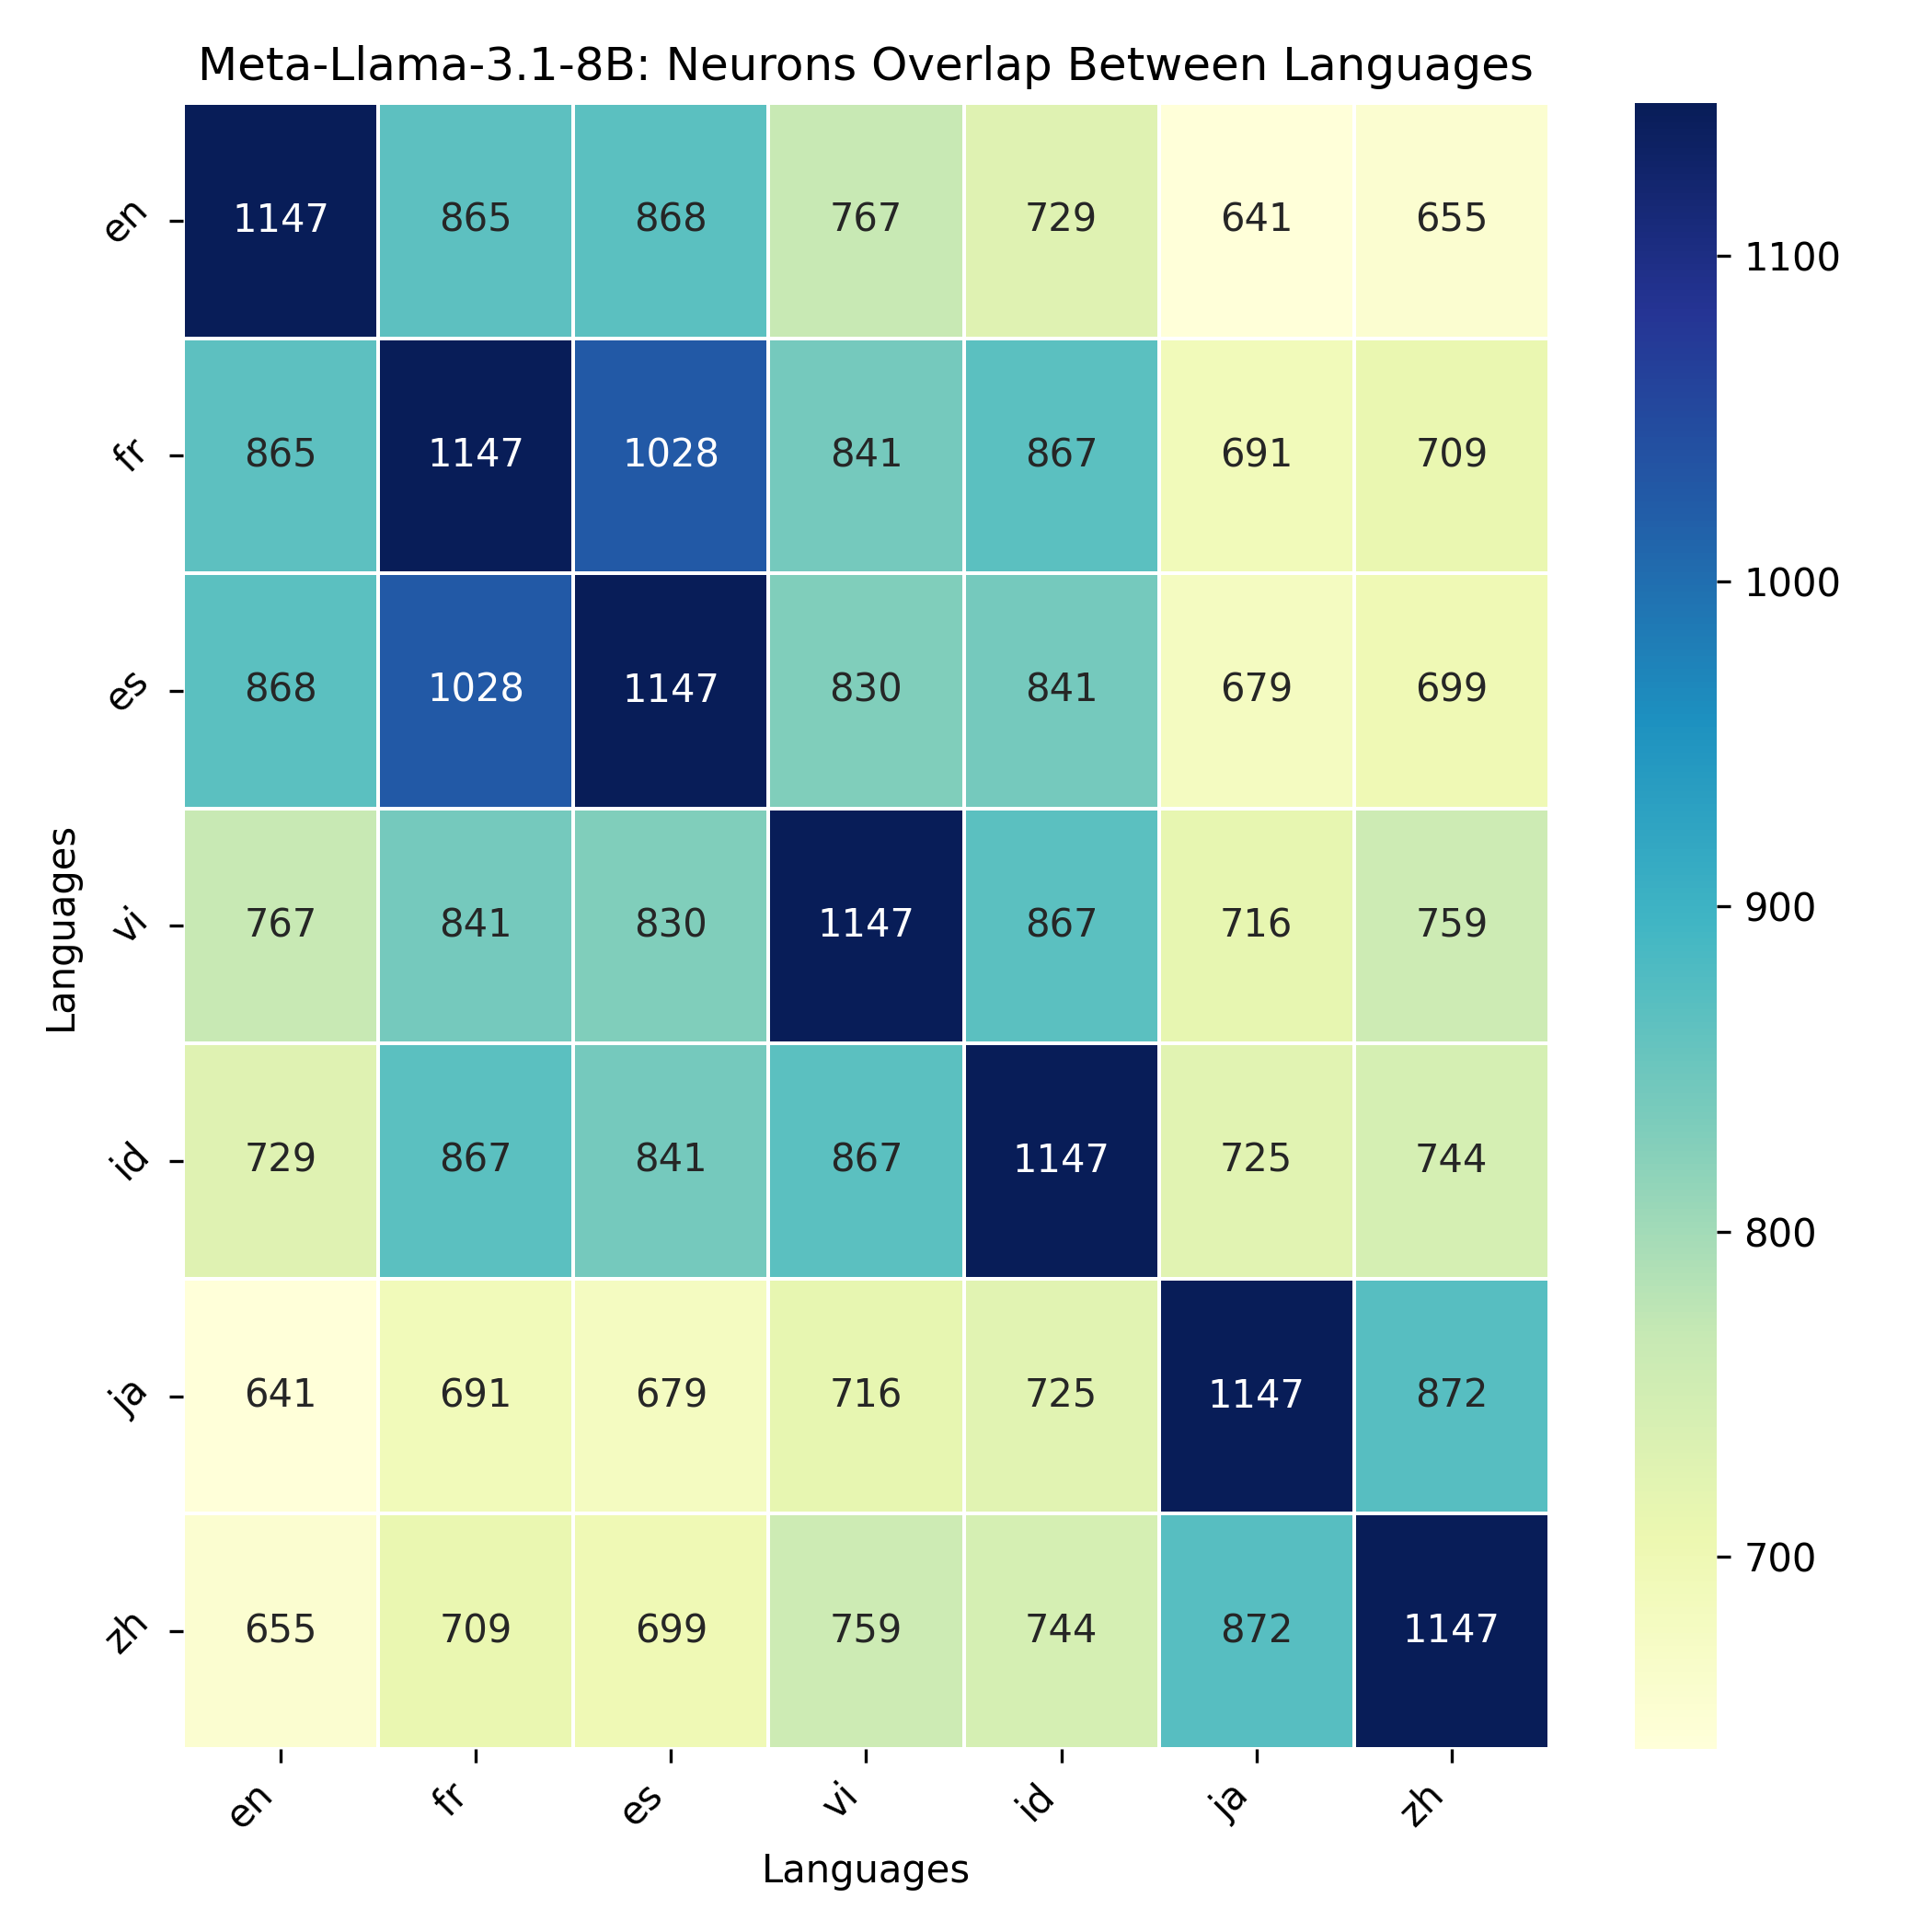 Meta-Llama-3.1-8B: Neurons Overlap Between Languages
en 1147 865 868 767 729 641 655
fr 865 1147 1028 841 867 691 709
es 868 1028 1147 830 841 679 699
vi 767 841 830 1147 867 716 759
id 729 867 841 867 1147 725 744
ja 641 691 679 716 725 1147 872
zh 655 709 699 759 744 872 1147
en fr es vi id ja zh
Languages
Languages
1100
1000
900
800
700